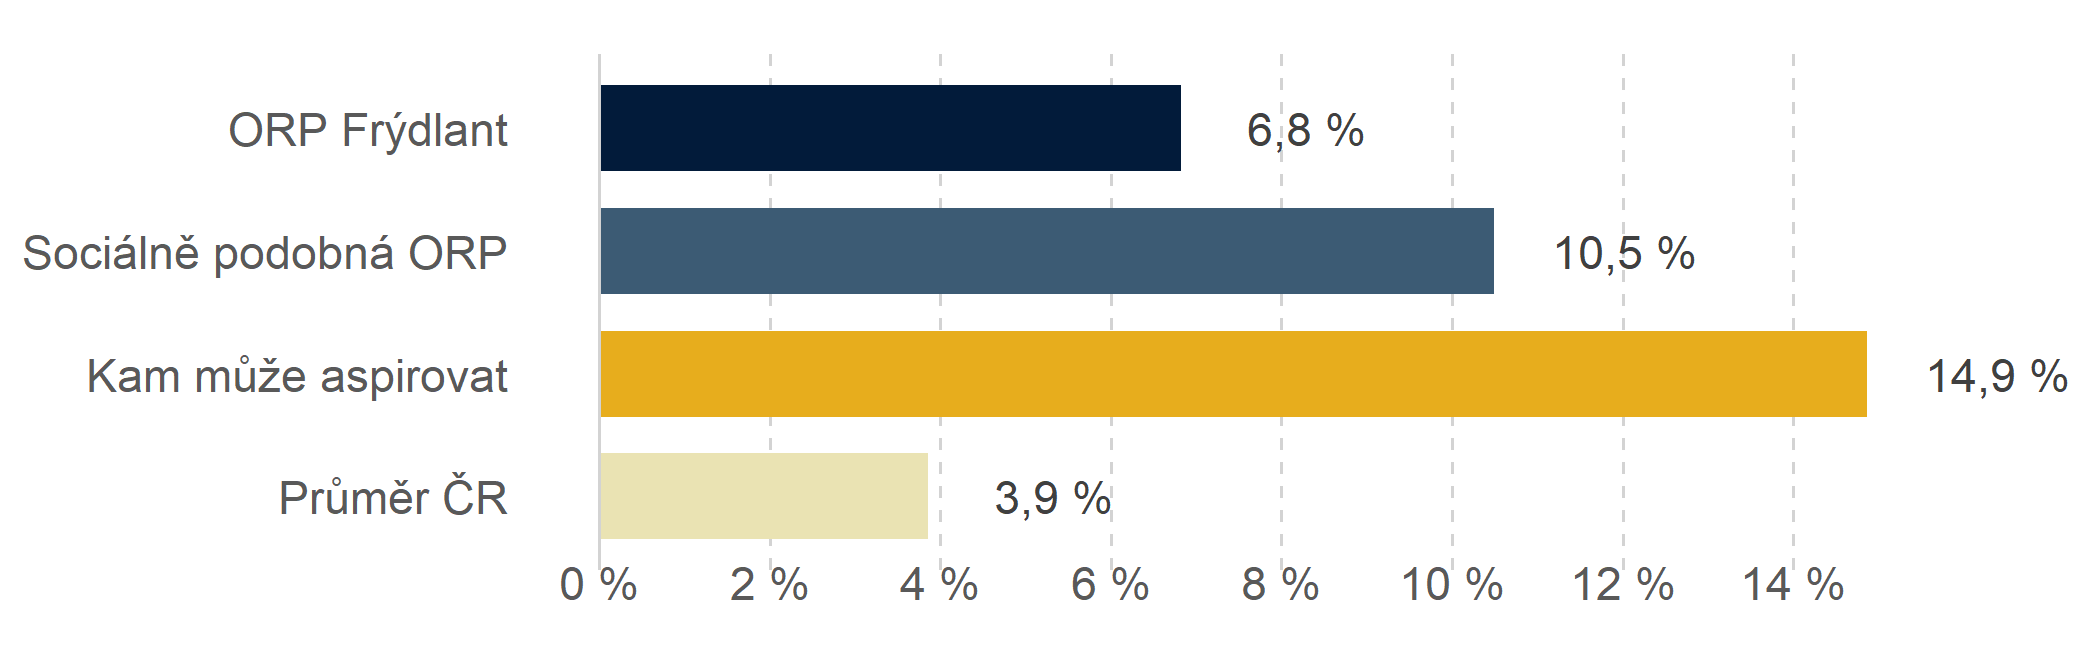 ORP Frýdlant
6,8 %
Sociálně podobná ORP
10,5 %
Kam může aspirovat
14,9 %
Průměr ČR
3,9 %
0 % 2 % 4 % 6 % 8 % 10 % 12 % 14 %